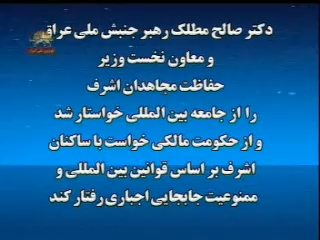 دکتر صالح مطلک رهبر جنبش ملی عراق
و معاون نخست وزیر
حفاظت مجاهدان اشرف
را از جامعه بین المللی خواستار شد
و از حکومت مالکی خواست با ساکنان
اشرف بر اساس قوانین بین المللی و
ممنوعیت جابجایی اجباری رفتار کند